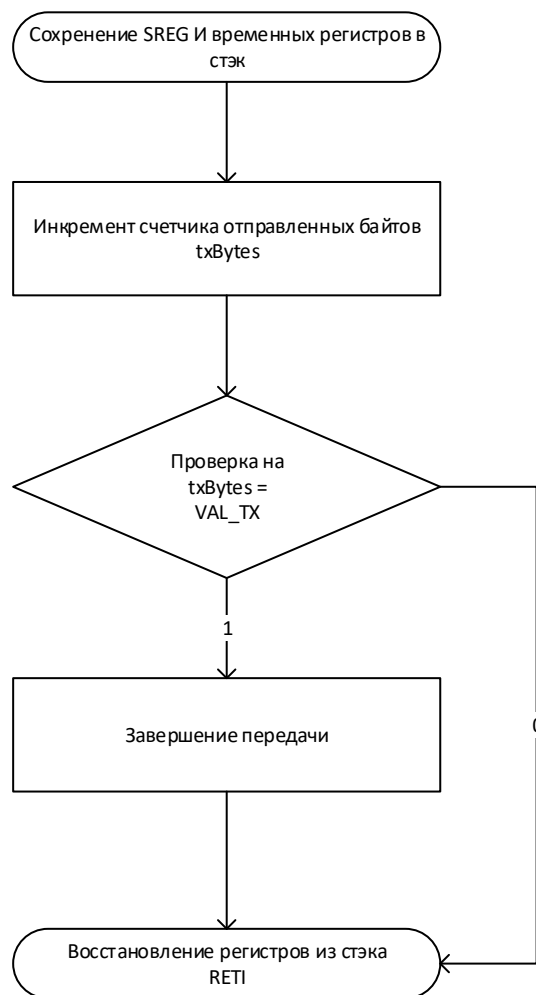 Сохренение SREG И временных регистров в
стэк
Инкремент счетчика отправленных байтов
txBytes
Проверка на
txBytes =
VAL_TX
1
Завершение передачи
0
Восстановление регистров из стэка
RETI